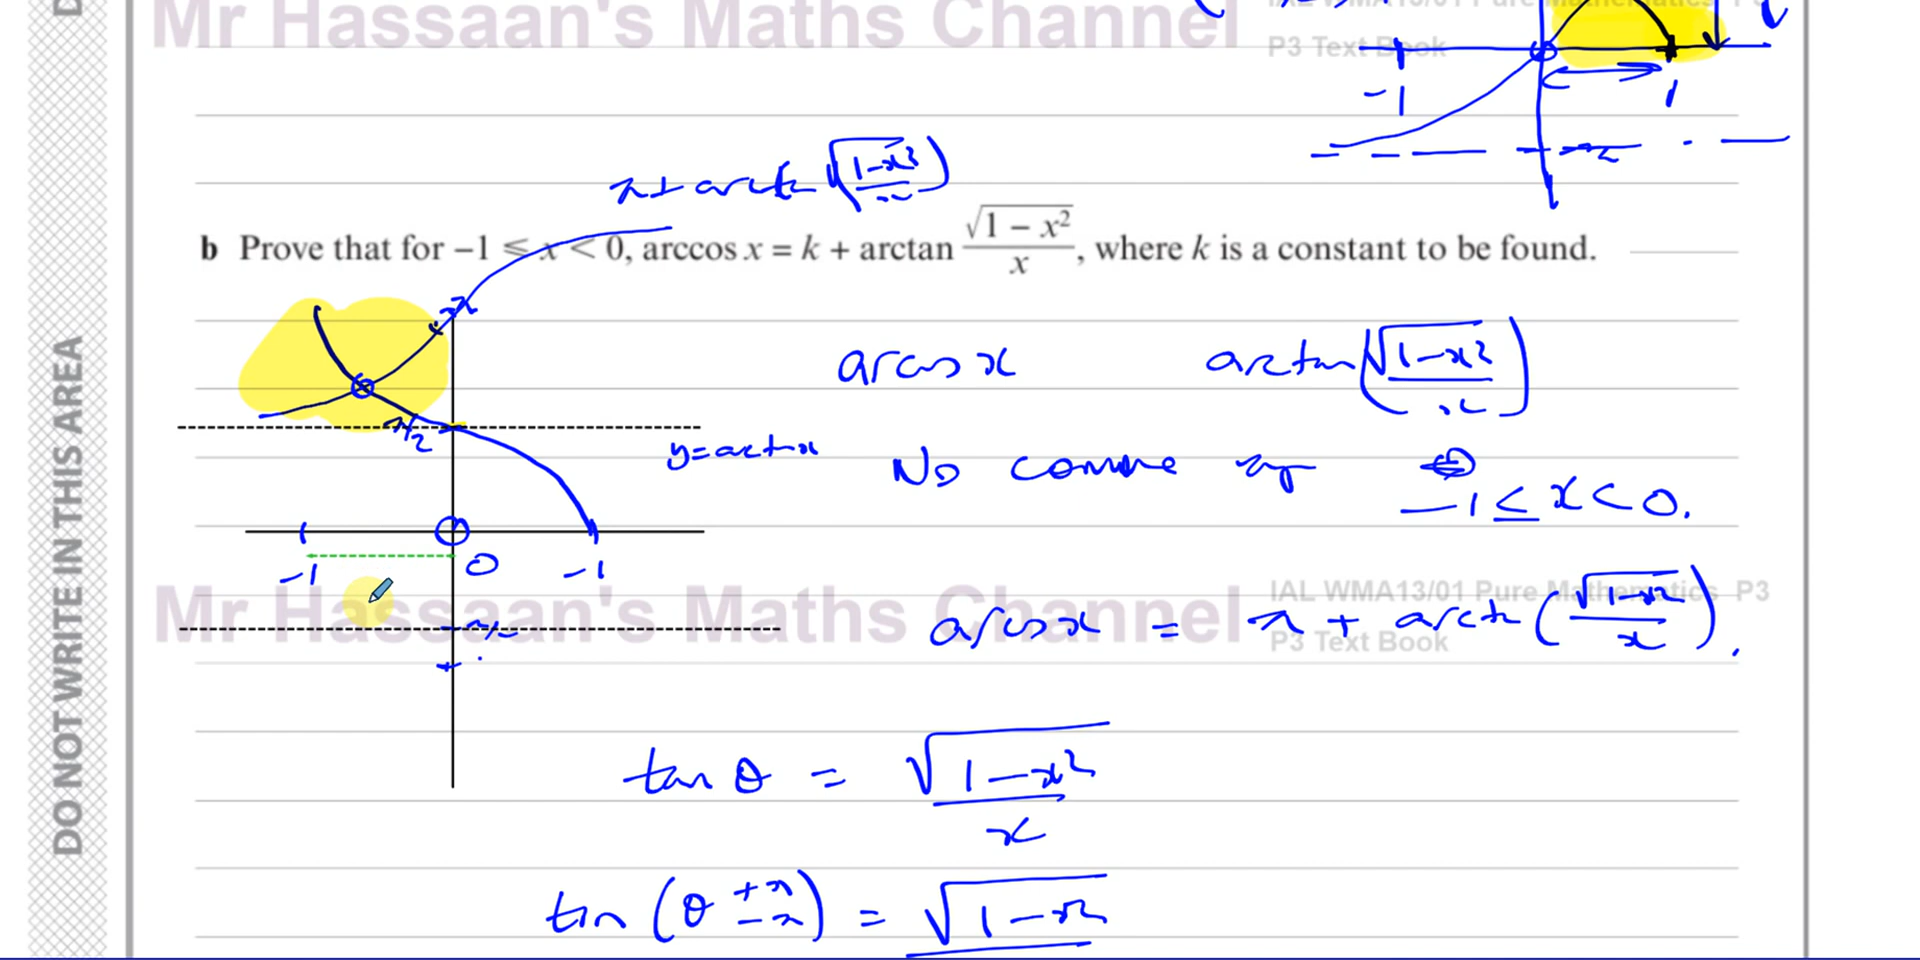 Mr Hassaan's Maths Channel
P3 Text Book
-1
1
π + arctan (√1-x²/x)
b Prove that for −1 ⩽ x < 0, arccos x = k + arctan √1 − x²/x, where k is a constant to be found.
π
arccos x arctan(√1-x²/x)
π/2
y=arctan x No common
-1 ≤ x < 0.
-1 0 -1
Mr Hassaan's Maths Channel
IAL WMA13/01 Pure Mathematics P3
P3 Text Book
arccos x = π + arctan (√1-x²/x).
tan θ = √1-x²/x
tan (θ +π -π) = √1-x²
DO NOT WRITE IN THIS AREA